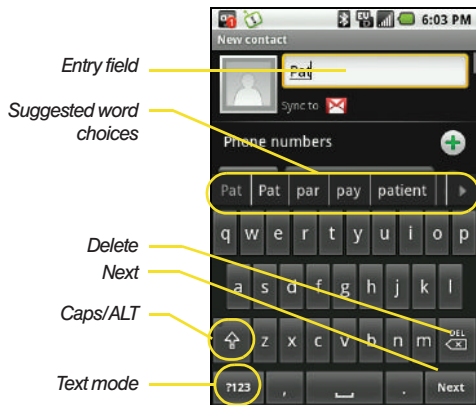 6:03 PM
New contact
Entry field
Pat
Sync to
Suggested word
choices
Phone numbers
Pat Pat par pay patient
q w e r t y u i o p
Delete
Next
a s d f g h j k l
Caps/ALT
z x c v b n m DEL
Text mode
?123 , . Next